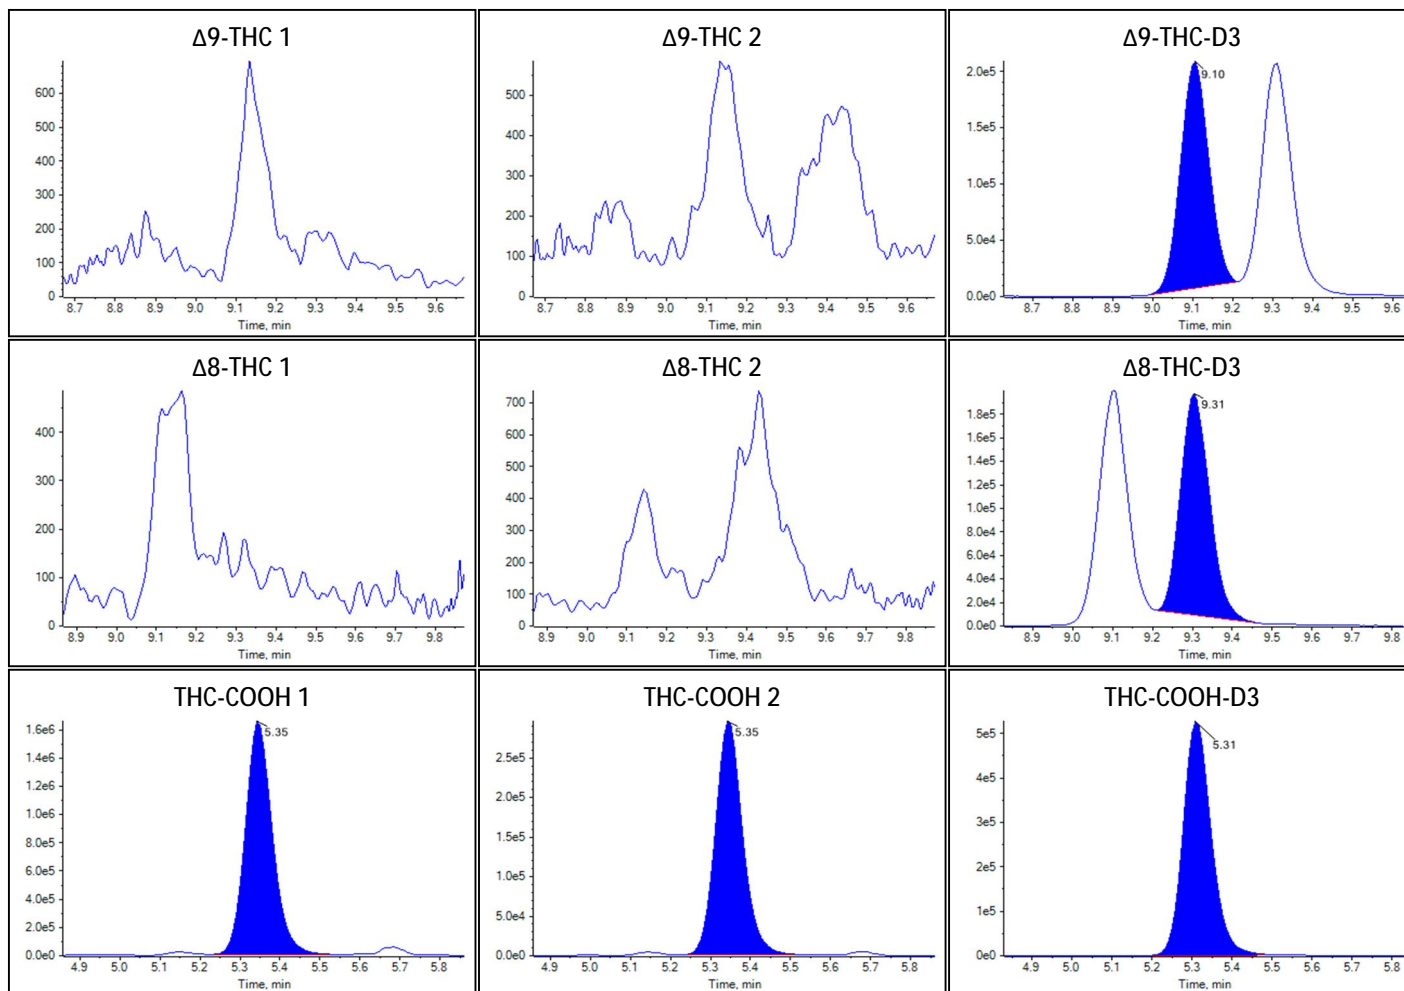 Δ9-THC 1
600
500
400
300
200
100
0
8.7 8.8 8.9 9.0 9.1 9.2 9.3 9.4 9.5 9.6
Time, min
Δ9-THC 2
500
400
300
200
100
0
8.7 8.8 8.9 9.0 9.1 9.2 9.3 9.4 9.5 9.6
Time, min
Δ9-THC-D3
9.10
2.0e5
1.5e5
1.0e5
5.0e4
0.0e0
8.7 8.8 8.9 9.0 9.1 9.2 9.3 9.4 9.5 9.6
Time, min
Δ8-THC 1
400
300
200
100
0
8.9 9.0 9.1 9.2 9.3 9.4 9.5 9.6 9.7 9.8
Time, min
Δ8-THC 2
700
600
500
400
300
200
100
0
8.9 9.0 9.1 9.2 9.3 9.4 9.5 9.6 9.7 9.8
Time, min
Δ8-THC-D3
9.31
1.8e5
1.6e5
1.4e5
1.2e5
1.0e5
8.0e4
6.0e4
4.0e4
2.0e4
0.0e0
8.9 9.0 9.1 9.2 9.3 9.4 9.5 9.6 9.7 9.8
Time, min
THC-COOH 1
5.35
1.6e6
1.4e6
1.2e6
1.0e6
8.0e5
6.0e5
4.0e5
2.0e5
0.0e0
4.9 5.0 5.1 5.2 5.3 5.4 5.5 5.6 5.7 5.8
Time, min
THC-COOH 2
5.35
2.5e5
2.0e5
1.5e5
1.0e5
5.0e4
0.0e0
4.9 5.0 5.1 5.2 5.3 5.4 5.5 5.6 5.7 5.8
Time, min
THC-COOH-D3
5.31
5e5
4e5
3e5
2e5
1e5
0e0
4.9 5.0 5.1 5.2 5.3 5.4 5.5 5.6 5.7 5.8
Time, min